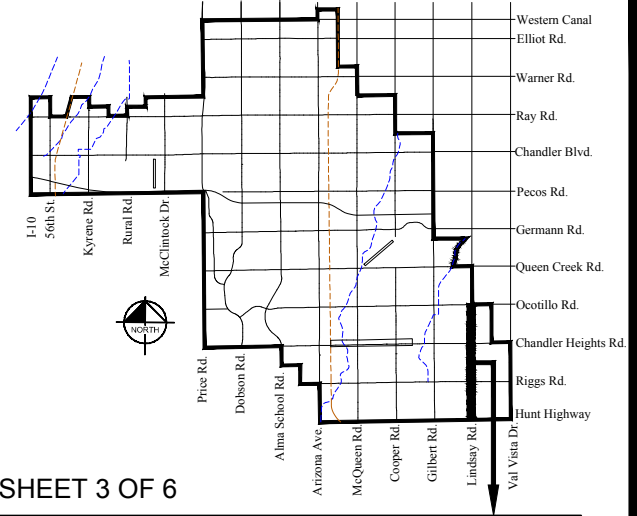 Western Canal
Elliot Rd.
Warner Rd.
Ray Rd.
Chandler Blvd.
Pecos Rd.
Germann Rd.
Queen Creek Rd.
Ocotillo Rd.
Chandler Heights Rd.
Riggs Rd.
Hunt Highway
I-10
56th St.
Kyrene Rd.
Rural Rd.
McClintock Dr.
NORTH
Price Rd.
Dobson Rd.
Alma School Rd.
Arizona Ave.
McQueen Rd.
Cooper Rd.
Gilbert Rd.
Lindsay Rd.
Val Vista Dr.
SHEET 3 OF 6